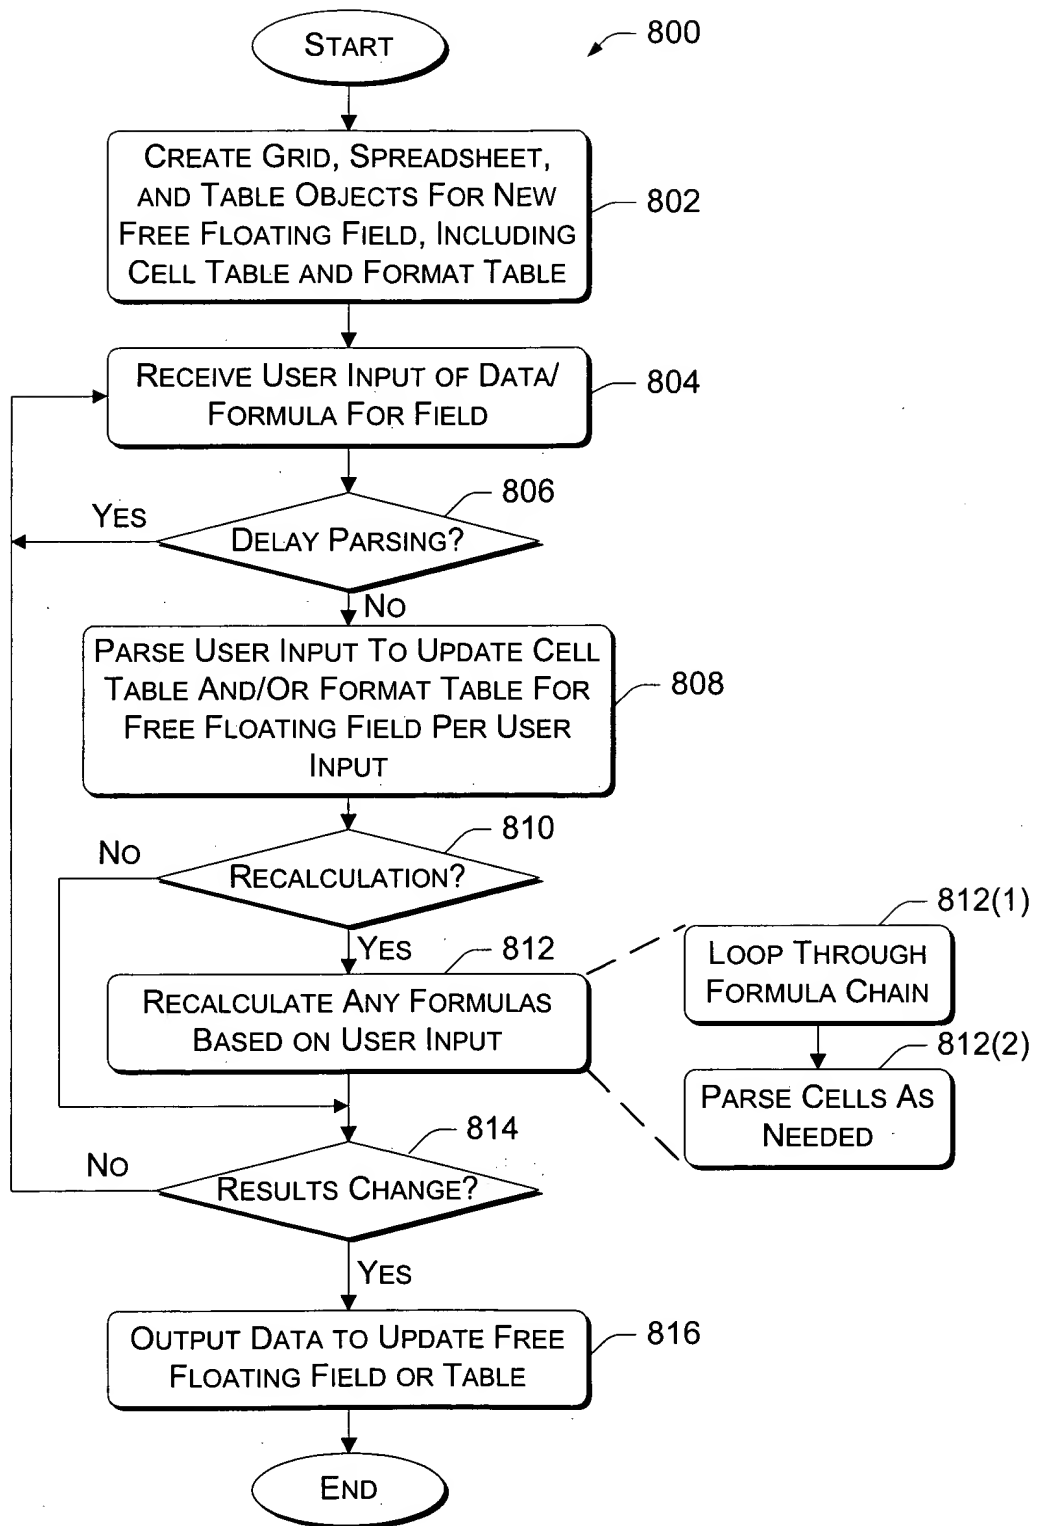 START
800
CREATE GRID, SPREADSHEET,
AND TABLE OBJECTS FOR NEW
FREE FLOATING FIELD, INCLUDING
CELL TABLE AND FORMAT TABLE
802
RECEIVE USER INPUT OF DATA/
FORMULA FOR FIELD
804
806
YES
DELAY PARSING?
NO
PARSE USER INPUT TO UPDATE CELL
TABLE AND/OR FORMAT TABLE FOR
FREE FLOATING FIELD PER USER
INPUT
808
810
NO
RECALCULATION?
YES
812
RECALCULATE ANY FORMULAS
BASED ON USER INPUT
812(1)
LOOP THROUGH
FORMULA CHAIN
812(2)
PARSE CELLS AS
NEEDED
814
NO
RESULTS CHANGE?
YES
OUTPUT DATA TO UPDATE FREE
FLOATING FIELD OR TABLE
816
END